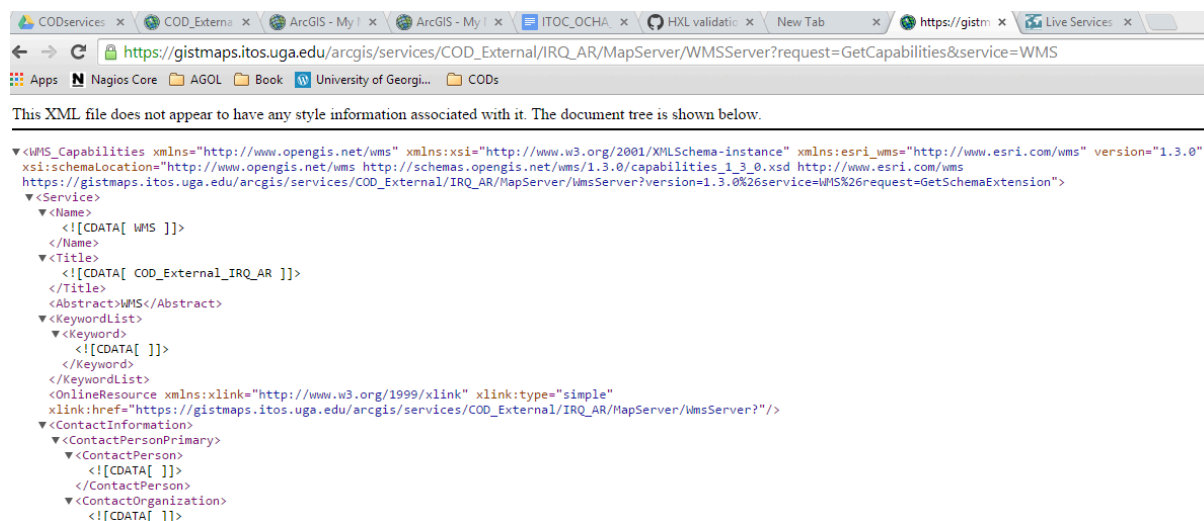 CODservices COD_Externa ArcGIS - My ArcGIS - My ITOC_OCHA_ HXL validatio New Tab https://gistm Live Services
https://gistmaps.itos.uga.edu/arcgis/services/COD_External/IRQ_AR/MapServer/WMSServer?request=GetCapabilities&service=WMS
Apps N Nagios Core AGOL Book University of Georgi... CODs
This XML file does not appear to have any style information associated with it. The document tree is shown below.
▼<WMS_Capabilities xmlns="http://www.opengis.net/wms" xmlns:xsi="http://www.w3.org/2001/XMLSchema-instance" xmlns:esri_wms="http://www.esri.com/wms" version="1.3.0"
xsi:schemaLocation="http://www.opengis.net/wms http://schemas.opengis.net/wms/1.3.0/capabilities_1_3_0.xsd http://www.esri.com/wms
https://gistmaps.itos.uga.edu/arcgis/services/COD_External/IRQ_AR/MapServer/WmsServer?version=1.3.0%26service=WMS%26request=GetSchemaExtension">
▼<Service>
▼<Name>
<![CDATA[ WMS ]]>
</Name>
▼<Title>
<![CDATA[ COD_External_IRQ_AR ]]>
</Title>
<Abstract>WMS</Abstract>
▼<KeywordList>
▼<Keyword>
<![CDATA[ ]]>
</Keyword>
</KeywordList>
<OnlineResource xmlns:xlink="http://www.w3.org/1999/xlink" xlink:type="simple"
xlink:href="https://gistmaps.itos.uga.edu/arcgis/services/COD_External/IRQ_AR/MapServer/WmsServer?"/>
▼<ContactInformation>
▼<ContactPersonPrimary>
▼<ContactPerson>
<![CDATA[ ]]>
</ContactPerson>
▼<ContactOrganization>
<![CDATA[ ]]>